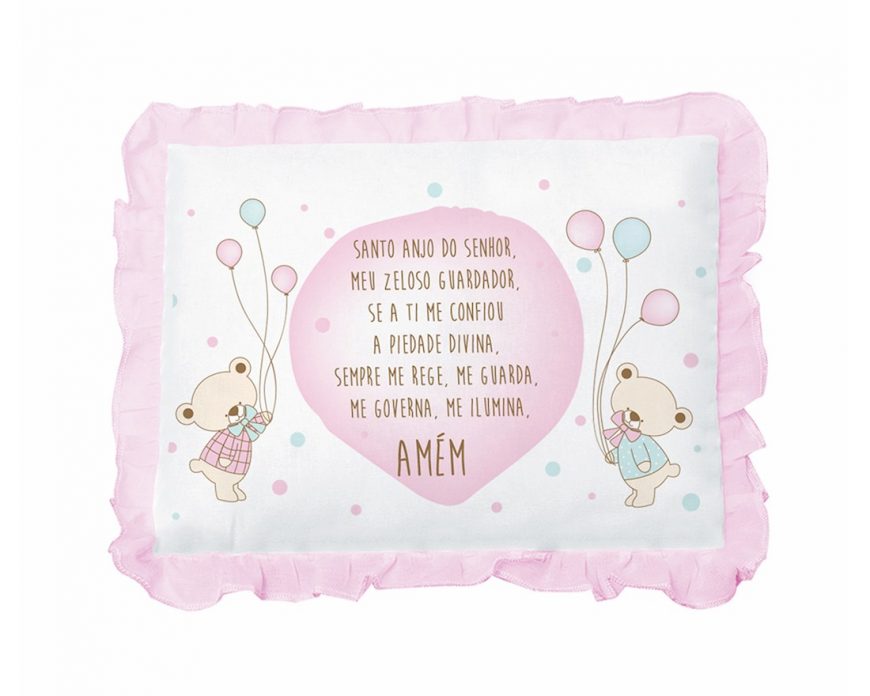 SANTO ANJO DO SENHOR,
MEU ZELOSO GUARDADOR,
SE A TI ME CONFIOU
A PIEDADE DIVINA,
SEMPRE ME REGE, ME GUARDA,
ME GOVERNA, ME ILUMINA,
AMÉM